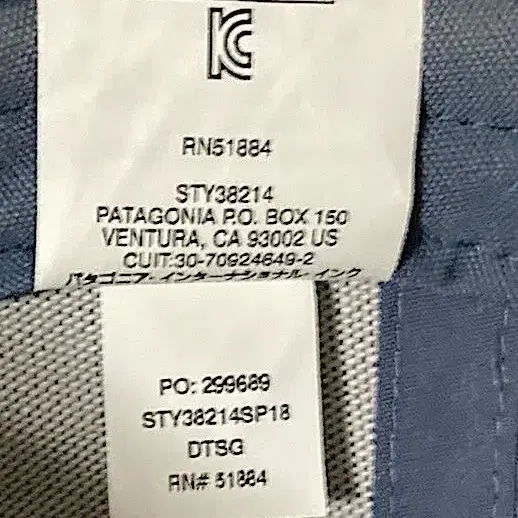 KC
RN51884
STY38214
PATAGONIA P.O. BOX 150
VENTURA, CA 93002 US
CUIT:30-70924649-2
パタゴニア・インターナショナル・インク
PO: 299689
STY38214SP18
DTSG
RN# 51884